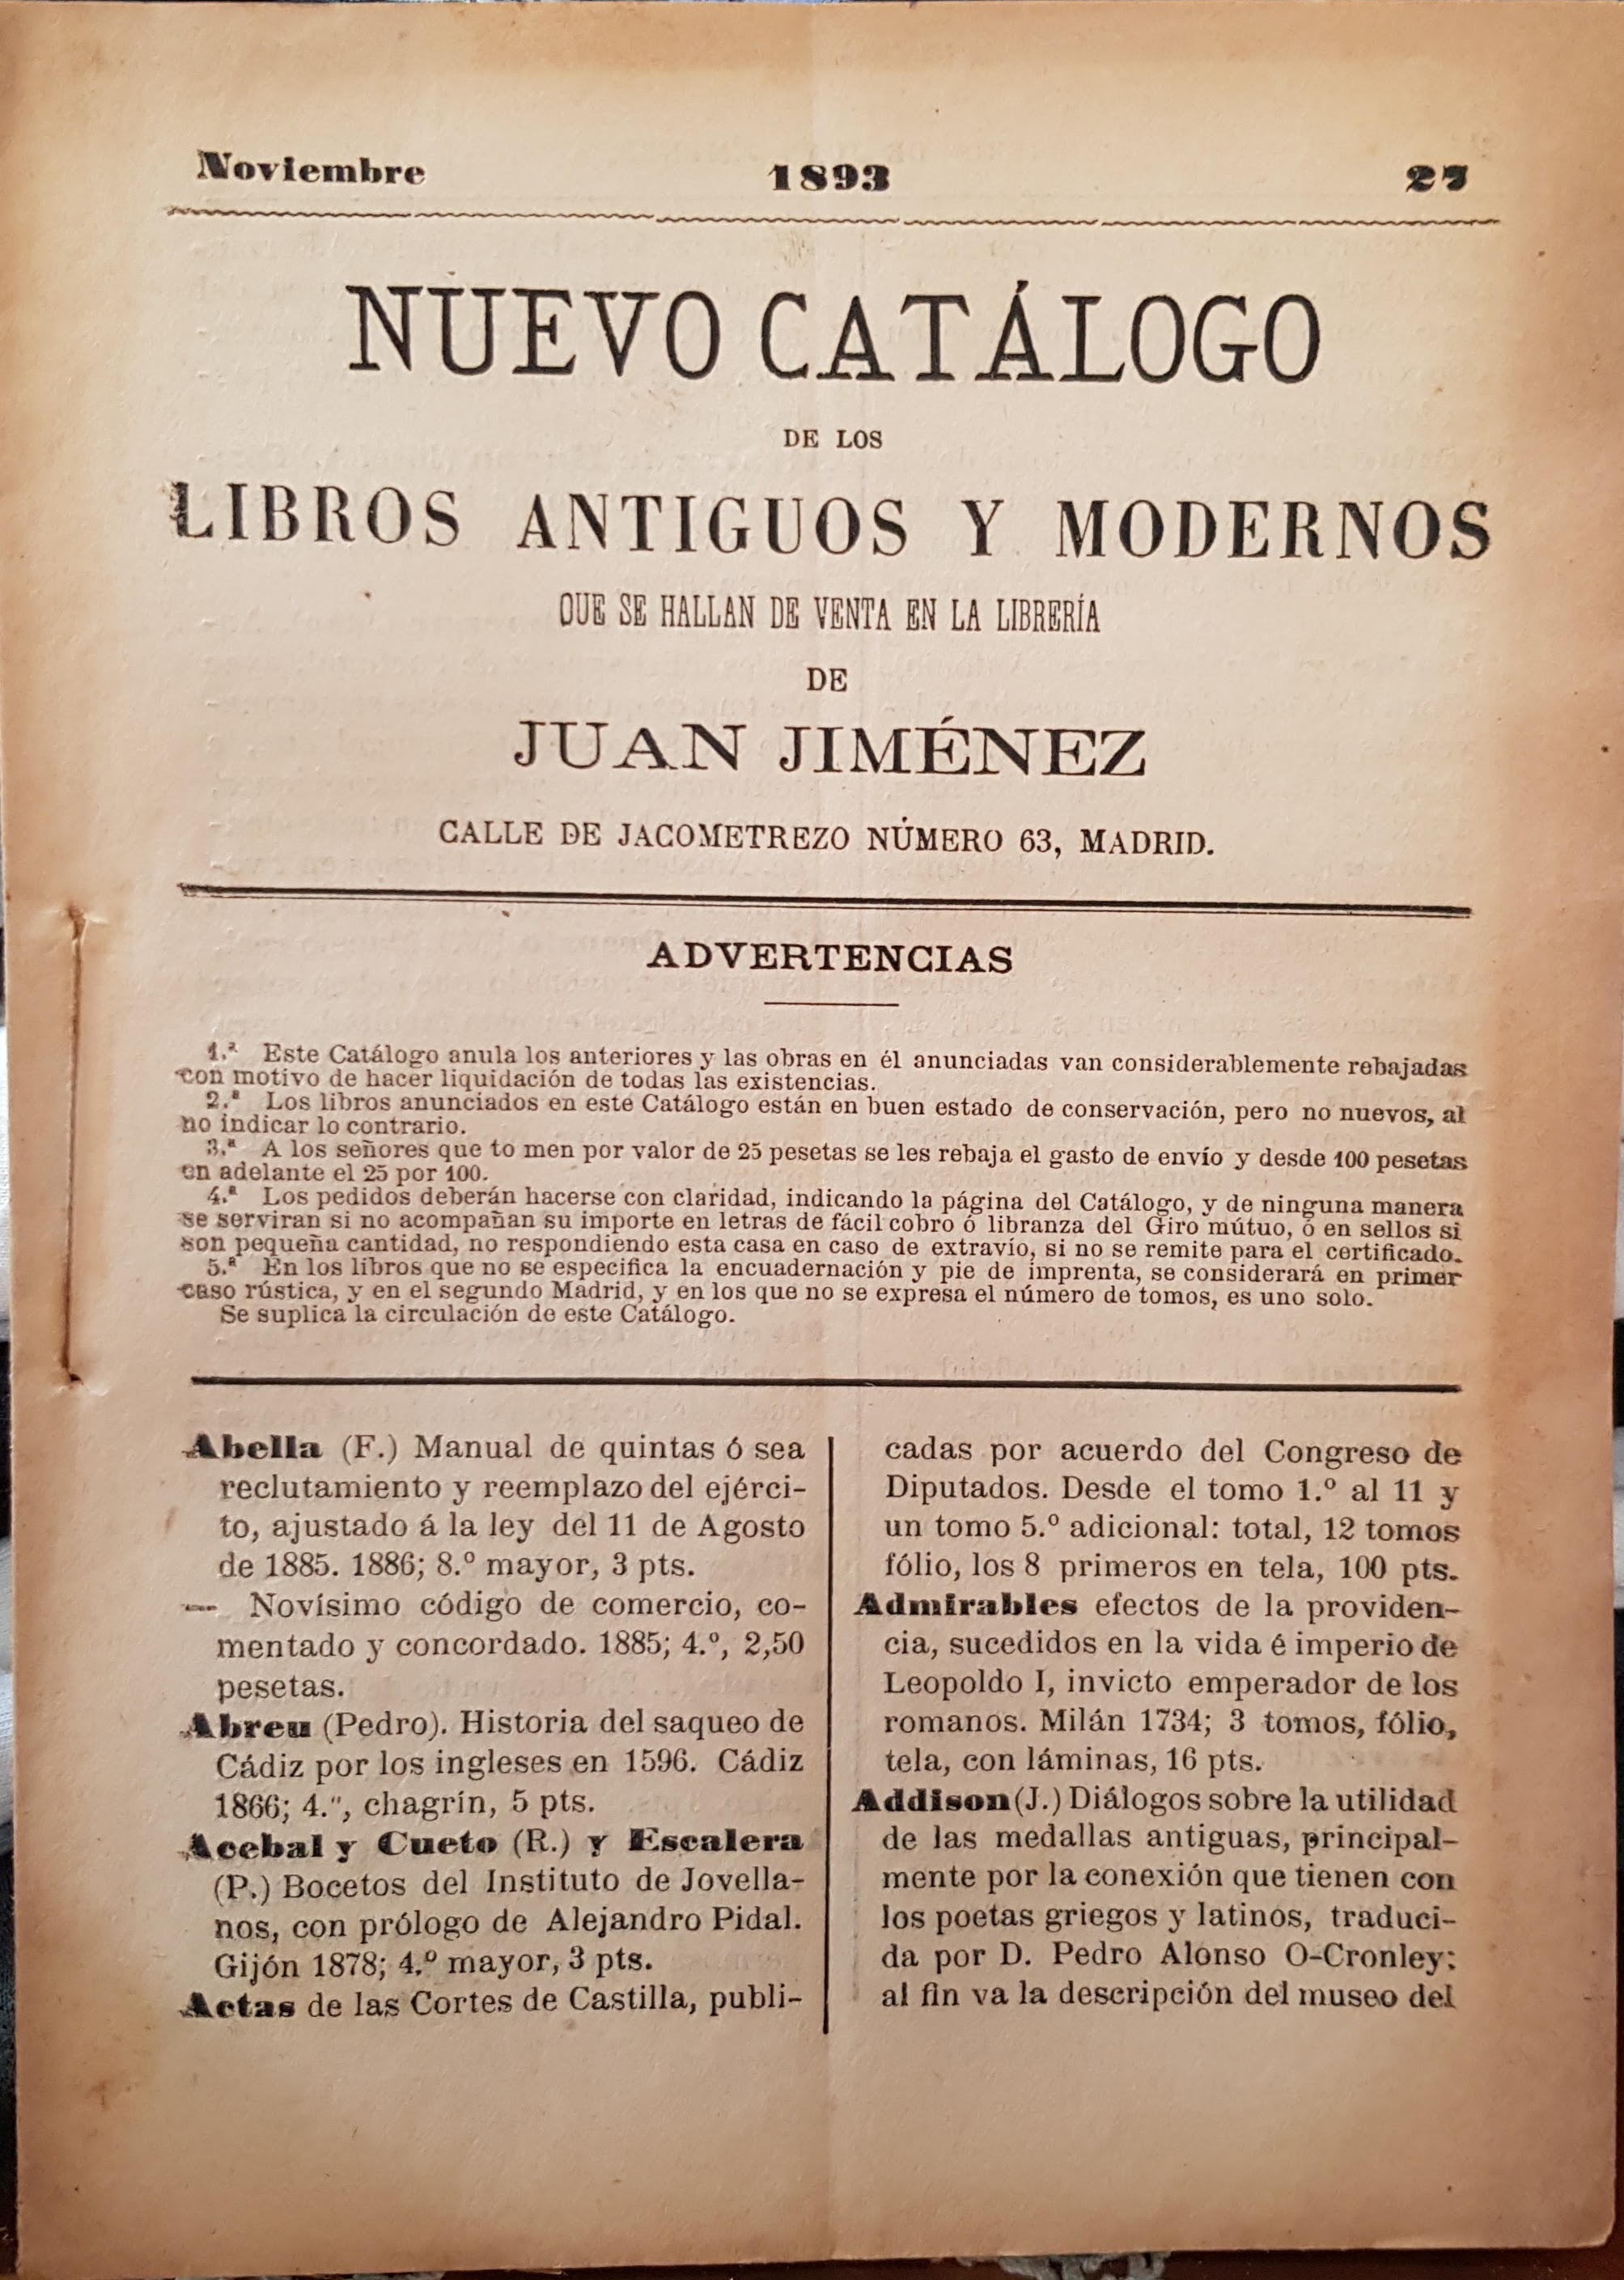 Noviembre 1893 27
NUEVO CATÁLOGO
DE LOS
LIBROS ANTIGUOS Y MODERNOS
QUE SE HALLAN DE VENTA EN LA LIBRERÍA
DE
JUAN JIMÉNEZ
CALLE DE JACOMETREZO NÚMERO 63, MADRID.
ADVERTENCIAS
1.ª Este Catálogo anula los anteriores y las obras en él anunciadas van considerablemente rebajadas
con motivo de hacer liquidación de todas las existencias.
2.ª Los libros anunciados en este Catálogo están en buen estado de conservación, pero no nuevos, al
no indicar lo contrario.
3.ª A los señores que to men por valor de 25 pesetas se les rebaja el gasto de envío y desde 100 pesetas
en adelante el 25 por 100.
4.ª Los pedidos deberán hacerse con claridad, indicando la página del Catálogo, y de ninguna manera
se serviran si no acompañan su importe en letras de fácil cobro ó libranza del Giro mútuo, ó en sellos si
son pequeña cantidad, no respondiendo esta casa en caso de extravío, si no se remite para el certificado.
5.ª En los libros que no se especifica la encuadernación y pie de imprenta, se considerará en primer
caso rústica, y en el segundo Madrid, y en los que no se expresa el número de tomos, es uno solo.
Se suplica la circulación de este Catálogo.
Abella (F.) Manual de quintas ó sea
reclutamiento y reemplazo del ejérci-
to, ajustado á la ley del 11 de Agosto
de 1885. 1886; 8.º mayor, 3 pts.
— Novísimo código de comercio, co-
mentado y concordado. 1885; 4.º, 2,50
pesetas.
Abreu (Pedro). Historia del saqueo de
Cádiz por los ingleses en 1596. Cádiz
1866; 4.º, chagrín, 5 pts.
Acebal y Cueto (R.) y Escalera
(P.) Bocetos del Instituto de Jovella-
nos, con prólogo de Alejandro Pidal.
Gijón 1878; 4.º mayor, 3 pts.
Actas de las Cortes de Castilla, publi-
cadas por acuerdo del Congreso de
Diputados. Desde el tomo 1.º al 11 y
un tomo 5.º adicional: total, 12 tomos
fólio, los 8 primeros en tela, 100 pts.
Admirables efectos de la providen-
cia, sucedidos en la vida é imperio de
Leopoldo I, invicto emperador de los
romanos. Milán 1734; 3 tomos, fólio,
tela, con láminas, 16 pts.
Addison (J.) Diálogos sobre la utilidad
de las medallas antiguas, principal-
mente por la conexión que tienen con
los poetas griegos y latinos, traduci-
da por D. Pedro Alonso O-Cronley:
al fin va la descripción del museo del